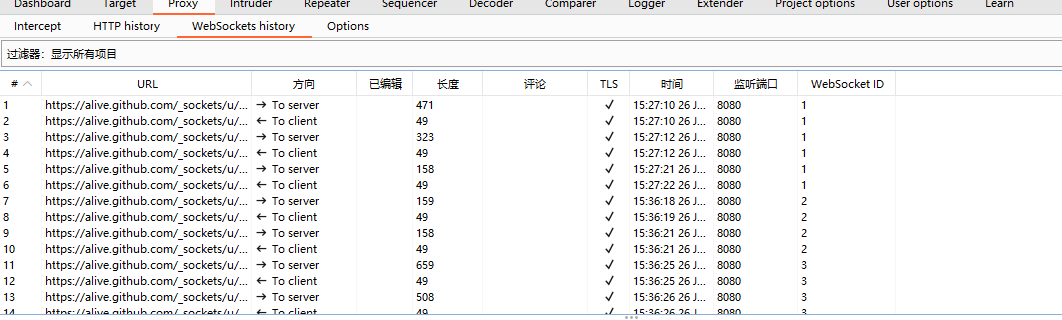 Dashboard Target Proxy Intruder Repeater Sequencer Decoder Comparer Logger Extender Project options User options Learn
Intercept HTTP history WebSockets history Options
过滤器：显示所有项目
# URL 方向 已编辑 长度 评论 TLS 时间 监听端口 WebSocket ID
1 https://alive.github.com/_sockets/u/... → To server 471 ✓ 15:27:10 26 J... 8080 1
2 https://alive.github.com/_sockets/u/... ← To client 49 ✓ 15:27:10 26 J... 8080 1
3 https://alive.github.com/_sockets/u/... → To server 323 ✓ 15:27:12 26 J... 8080 1
4 https://alive.github.com/_sockets/u/... ← To client 49 ✓ 15:27:12 26 J... 8080 1
5 https://alive.github.com/_sockets/u/... → To server 158 ✓ 15:27:21 26 J... 8080 1
6 https://alive.github.com/_sockets/u/... ← To client 49 ✓ 15:27:22 26 J... 8080 1
7 https://alive.github.com/_sockets/u/... → To server 159 ✓ 15:36:18 26 J... 8080 2
8 https://alive.github.com/_sockets/u/... ← To client 49 ✓ 15:36:19 26 J... 8080 2
9 https://alive.github.com/_sockets/u/... → To server 158 ✓ 15:36:21 26 J... 8080 2
10 https://alive.github.com/_sockets/u/... ← To client 49 ✓ 15:36:21 26 J... 8080 2
11 https://alive.github.com/_sockets/u/... → To server 659 ✓ 15:36:25 26 J... 8080 3
12 https://alive.github.com/_sockets/u/... ← To client 49 ✓ 15:36:25 26 J... 8080 3
13 https://alive.github.com/_sockets/u/... → To server 508 ✓ 15:36:26 26 J... 8080 3
14 https://alive.github.com/_sockets/u/... ← To client 49 ✓ 15:36:26 26 J... 8080 3